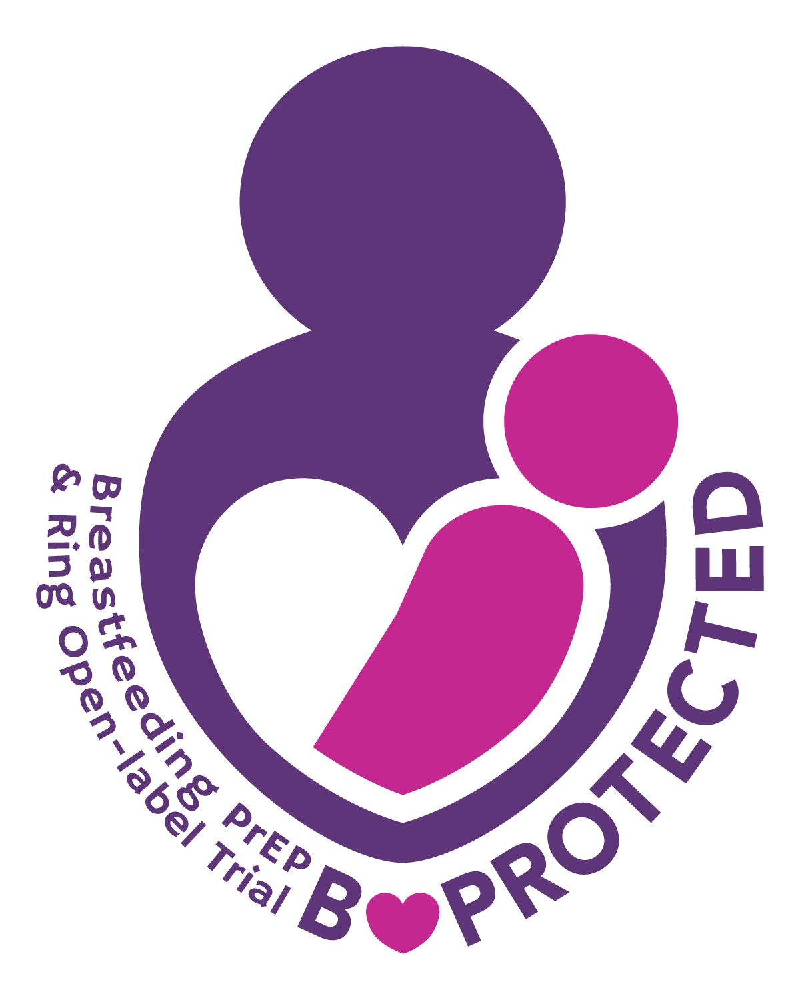 Breastfeeding PrEP
& Ring Open-label Trial
B PROTECTED